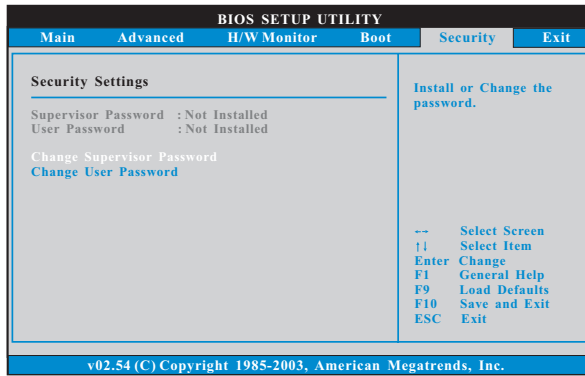 BIOS SETUP UTILITY
Main Advanced H/W Monitor Boot Security Exit
Security Settings
Supervisor Password : Not Installed
User Password : Not Installed
Change Supervisor Password
Change User Password
Install or Change the
password.
←→ Select Screen
↑↓ Select Item
Enter Change
F1 General Help
F9 Load Defaults
F10 Save and Exit
ESC Exit
v02.54 (C) Copyright 1985-2003, American Megatrends, Inc.